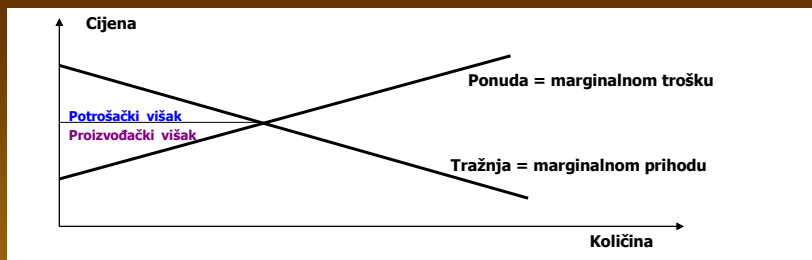 Cijena
Ponuda = marginalnom trošku
Potrošački višak
Proizvođački višak
Tražnja = marginalnom prihodu
Količina